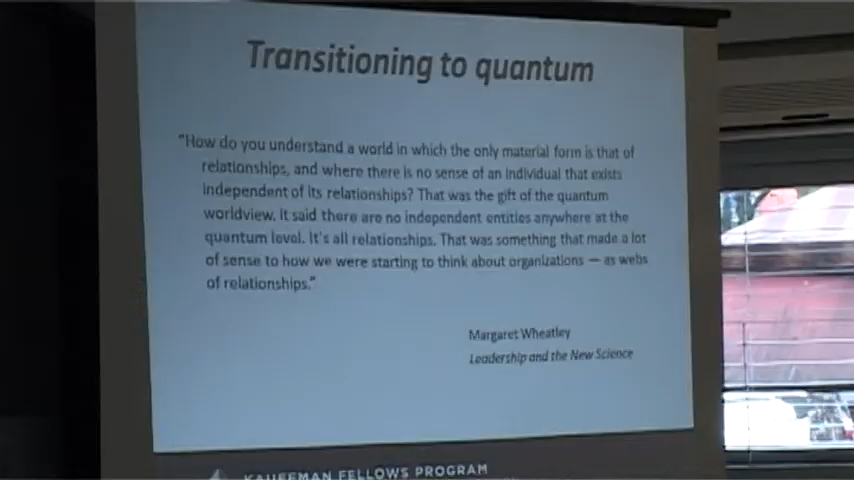 Transitioning to quantum
"How do you understand a world in which the only material form is that of
relationships, and where there is no sense of an individual that exists
independent of its relationships? That was the gift of the quantum
worldview. It said there are no independent entities anywhere at the
quantum level. It's all relationships. That was something that made a lot
of sense to how we were starting to think about organizations — as webs
of relationships."
Margaret Wheatley
Leadership and the New Science
KAUFFMAN FELLOWS PROGRAM